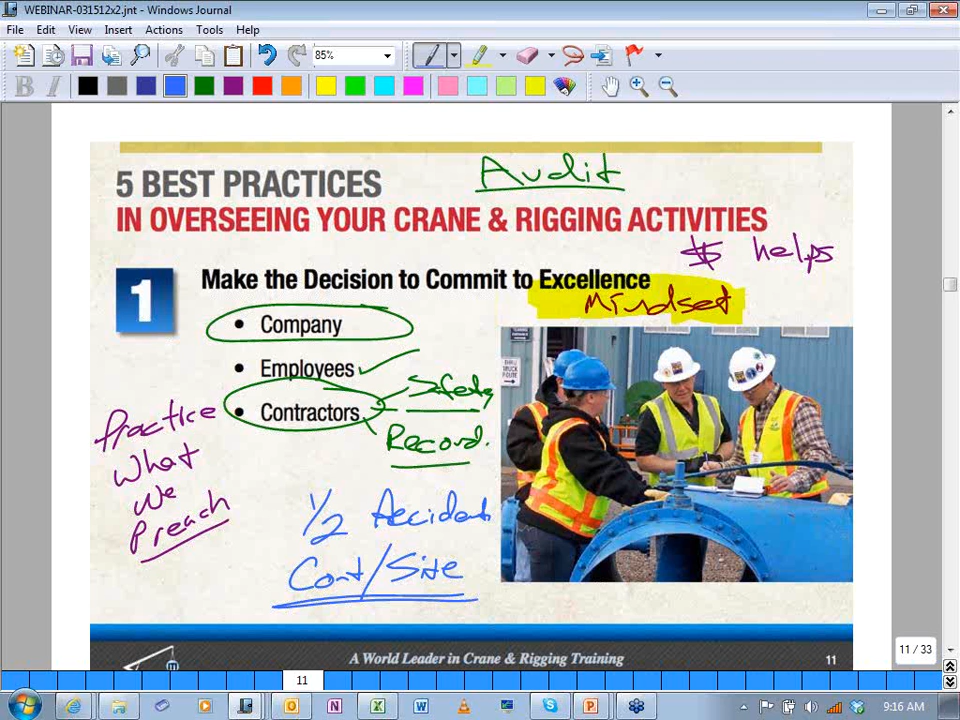 WEBINAR-031512x2.jnt - Windows Journal
File Edit View Insert Actions Tools Help
85%
B I
Audit
5 BEST PRACTICES
IN OVERSEEING YOUR CRANE & RIGGING ACTIVITIES
$ helps
1
Make the Decision to Commit to Excellence
Mindset
• Company
• Employees
• Contractors
Safety
Record.
Practice
What
We
Preach
1/2 Accident
Cont/Site
A World Leader in Crane & Rigging Training
11
11 / 33
11
9:16 AM